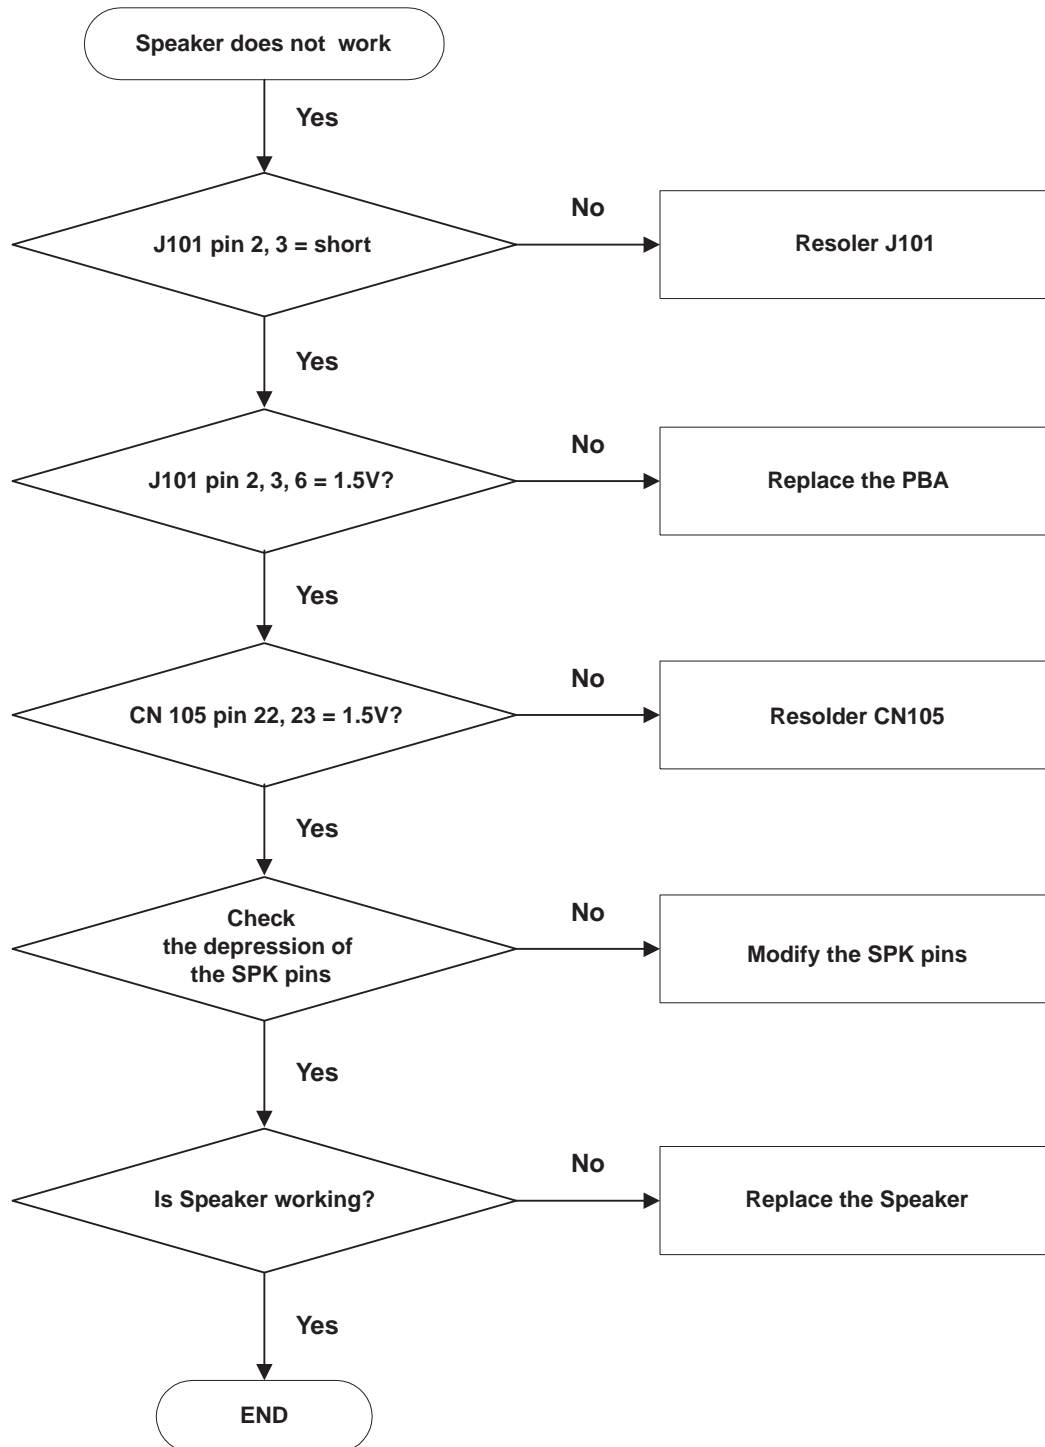 Speaker does not work
Yes
J101 pin 2, 3 = short
No
Resoler J101
Yes
J101 pin 2, 3, 6 = 1.5V?
No
Replace the PBA
Yes
CN 105 pin 22, 23 = 1.5V?
No
Resolder CN105
Yes
Check
the depression of
the SPK pins
No
Modify the SPK pins
Yes
Is Speaker working?
No
Replace the Speaker
Yes
END